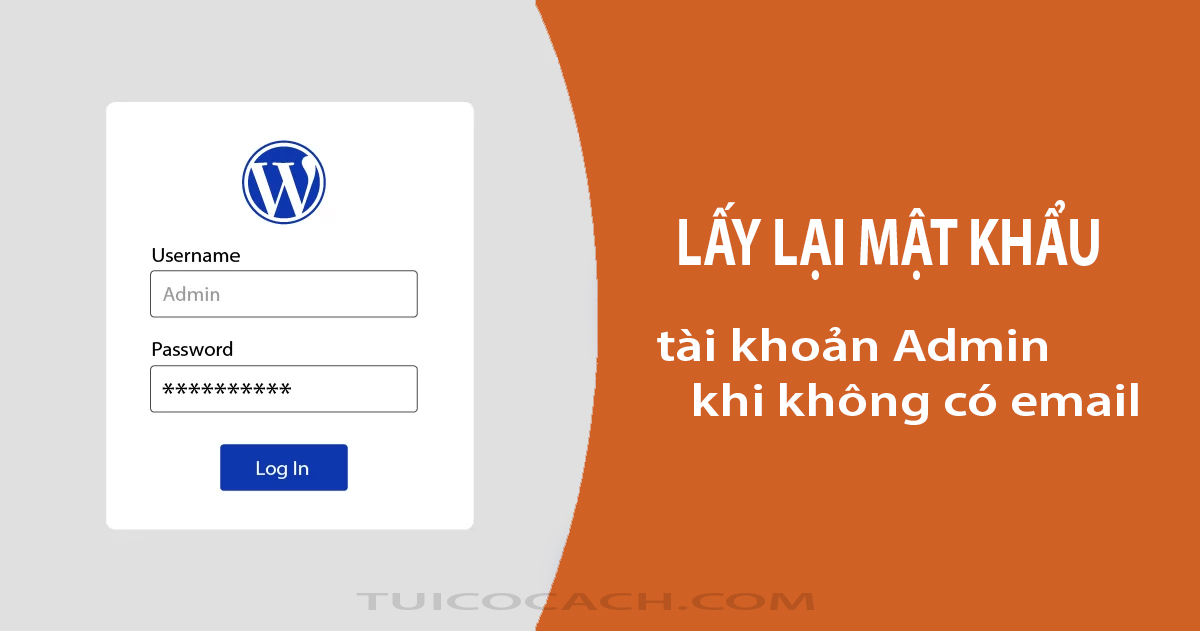 Username
Admin
Password
**********
Log In
LẤY LẠI MẬT KHẨU
tài khoản Admin
khi không có email
TUICOCACH.COM